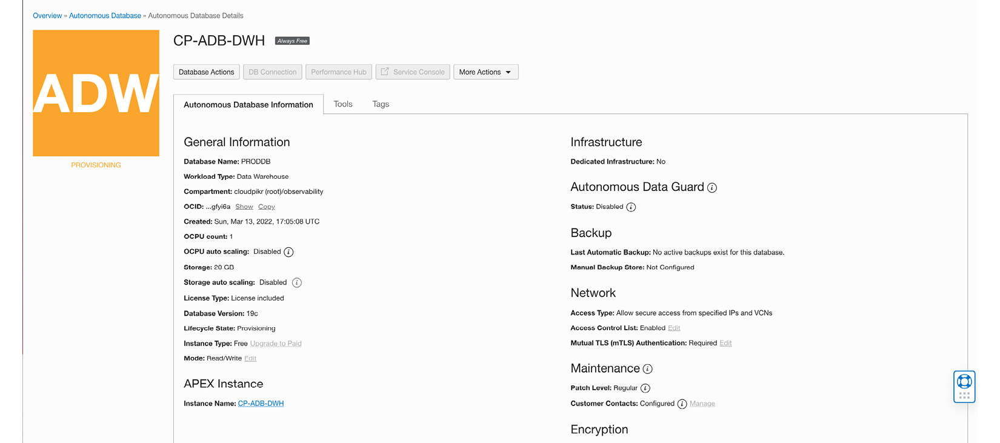 Overview » Autonomous Database » Autonomous Database Details
ADW
PROVISIONING
CP-ADB-DWH Always Free
Database Actions DB Connection Performance Hub Service Console More Actions
Autonomous Database Information Tools Tags
General Information
Database Name: PRODDB
Workload Type: Data Warehouse
Compartment: cloudpikr (root)/observability
OCID: ...gfyi6a Show Copy
Created: Sun, Mar 13, 2022, 17:05:08 UTC
OCPU count: 1
OCPU auto scaling: Disabled
Storage: 20 GB
Storage auto scaling: Disabled
License Type: License included
Database Version: 19c
Lifecycle State: Provisioning
Instance Type: Free Upgrade to Paid
Mode: Read/Write Edit
APEX Instance
Instance Name: CP-ADB-DWH
Infrastructure
Dedicated Infrastructure: No
Autonomous Data Guard
Status: Disabled
Backup
Last Automatic Backup: No active backups exist for this database.
Manual Backup Store: Not Configured
Network
Access Type: Allow secure access from specified IPs and VCNs
Access Control List: Enabled Edit
Mutual TLS (mTLS) Authentication: Required Edit
Maintenance
Patch Level: Regular
Customer Contacts: Configured Manage
Encryption